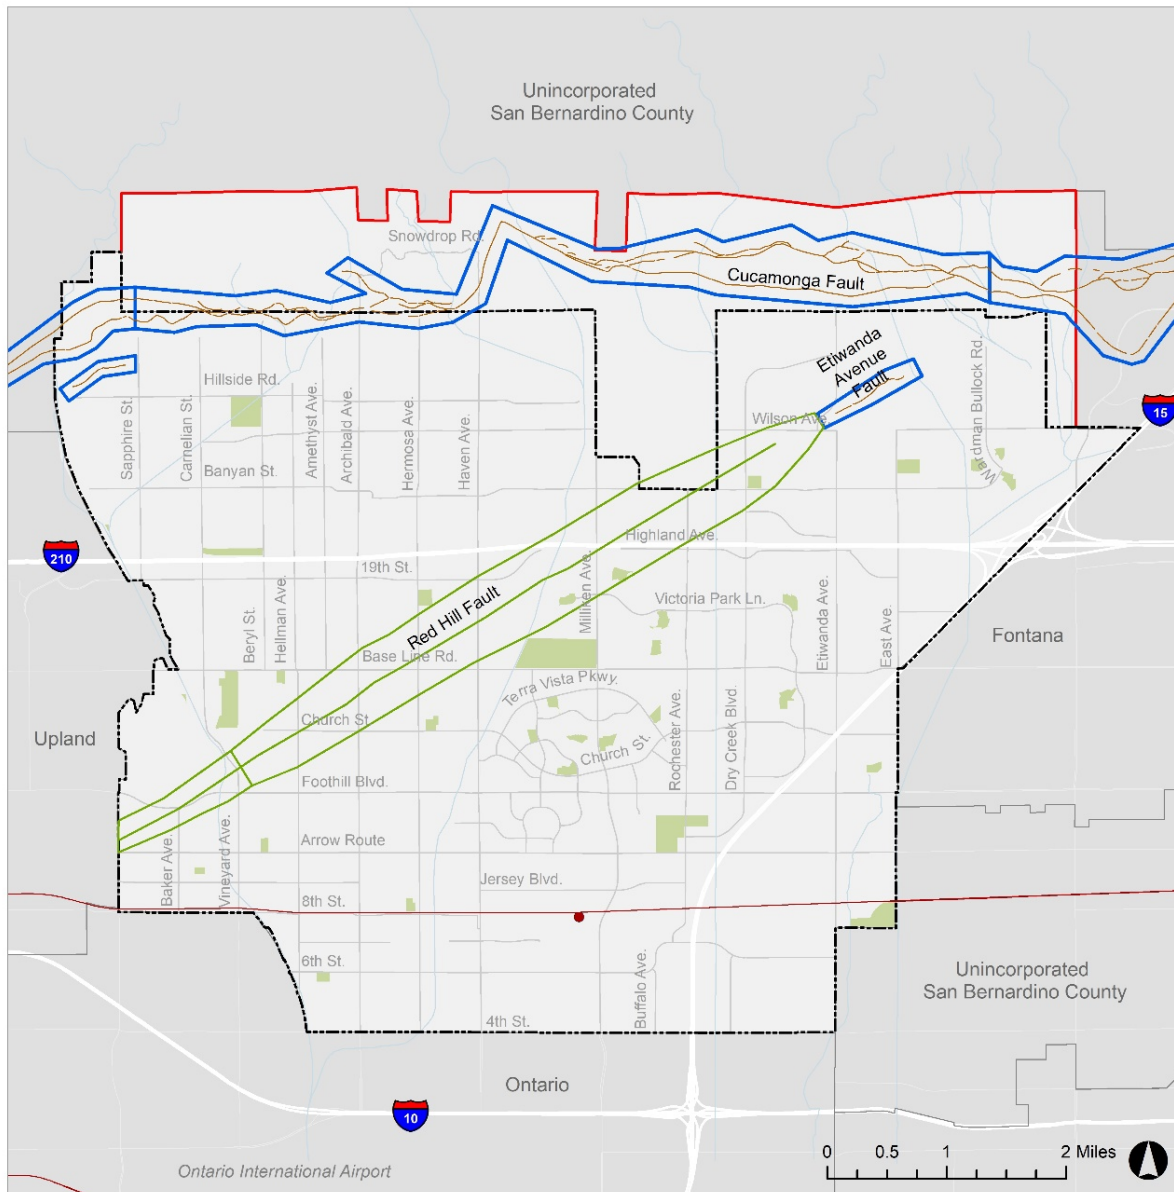 Unincorporated
San Bernardino County
Snowdrop Rd.
Cucamonga Fault
Etiwanda
Avenue
Fault
Hillside Rd.
Wilson Ave.
Wardman Bullock Rd.
15
Sapphire St.
Carnelian St.
Amethyst Ave.
Archibald Ave.
Hermosa Ave.
Haven Ave.
Banyan St.
Highland Ave.
210
19th St.
Milliken Ave.
Victoria Park Ln.
Red Hill Fault
Beryl St.
Hellman Ave.
Etiwanda Ave.
East Ave.
Fontana
Base Line Rd.
Terra Vista Pkwy.
Upland
Church St.
Church St.
Rochester Ave.
Dry Creek Blvd.
Foothill Blvd.
Arrow Route
Baker Ave.
Vineyard Ave.
Jersey Blvd.
8th St.
6th St.
Buffalo Ave.
Unincorporated
San Bernardino County
4th St.
Ontario
10
Ontario International Airport
0 0.5 1 2 Miles